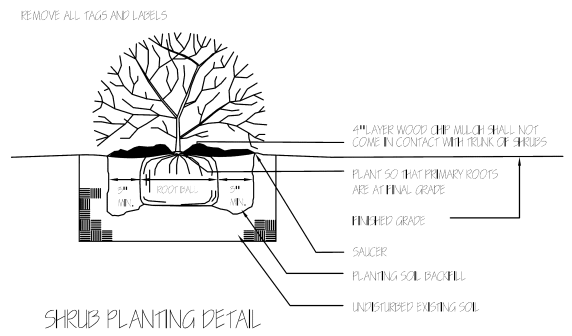 REMOVE ALL TAGS AND LABELS
4" LAYER WOOD CHIP MULCH SHALL NOT
COME IN CONTACT WITH TRUNK OF SHRUBS
PLANT SO THAT PRIMARY ROOTS
ARE AT FINAL GRADE
3" ROOT BALL 3"
MIN. MIN.
FINISHED GRADE
SAUCER
PLANTING SOIL BACKFILL
UNDISTURBED EXISTING SOIL
SHRUB PLANTING DETAIL